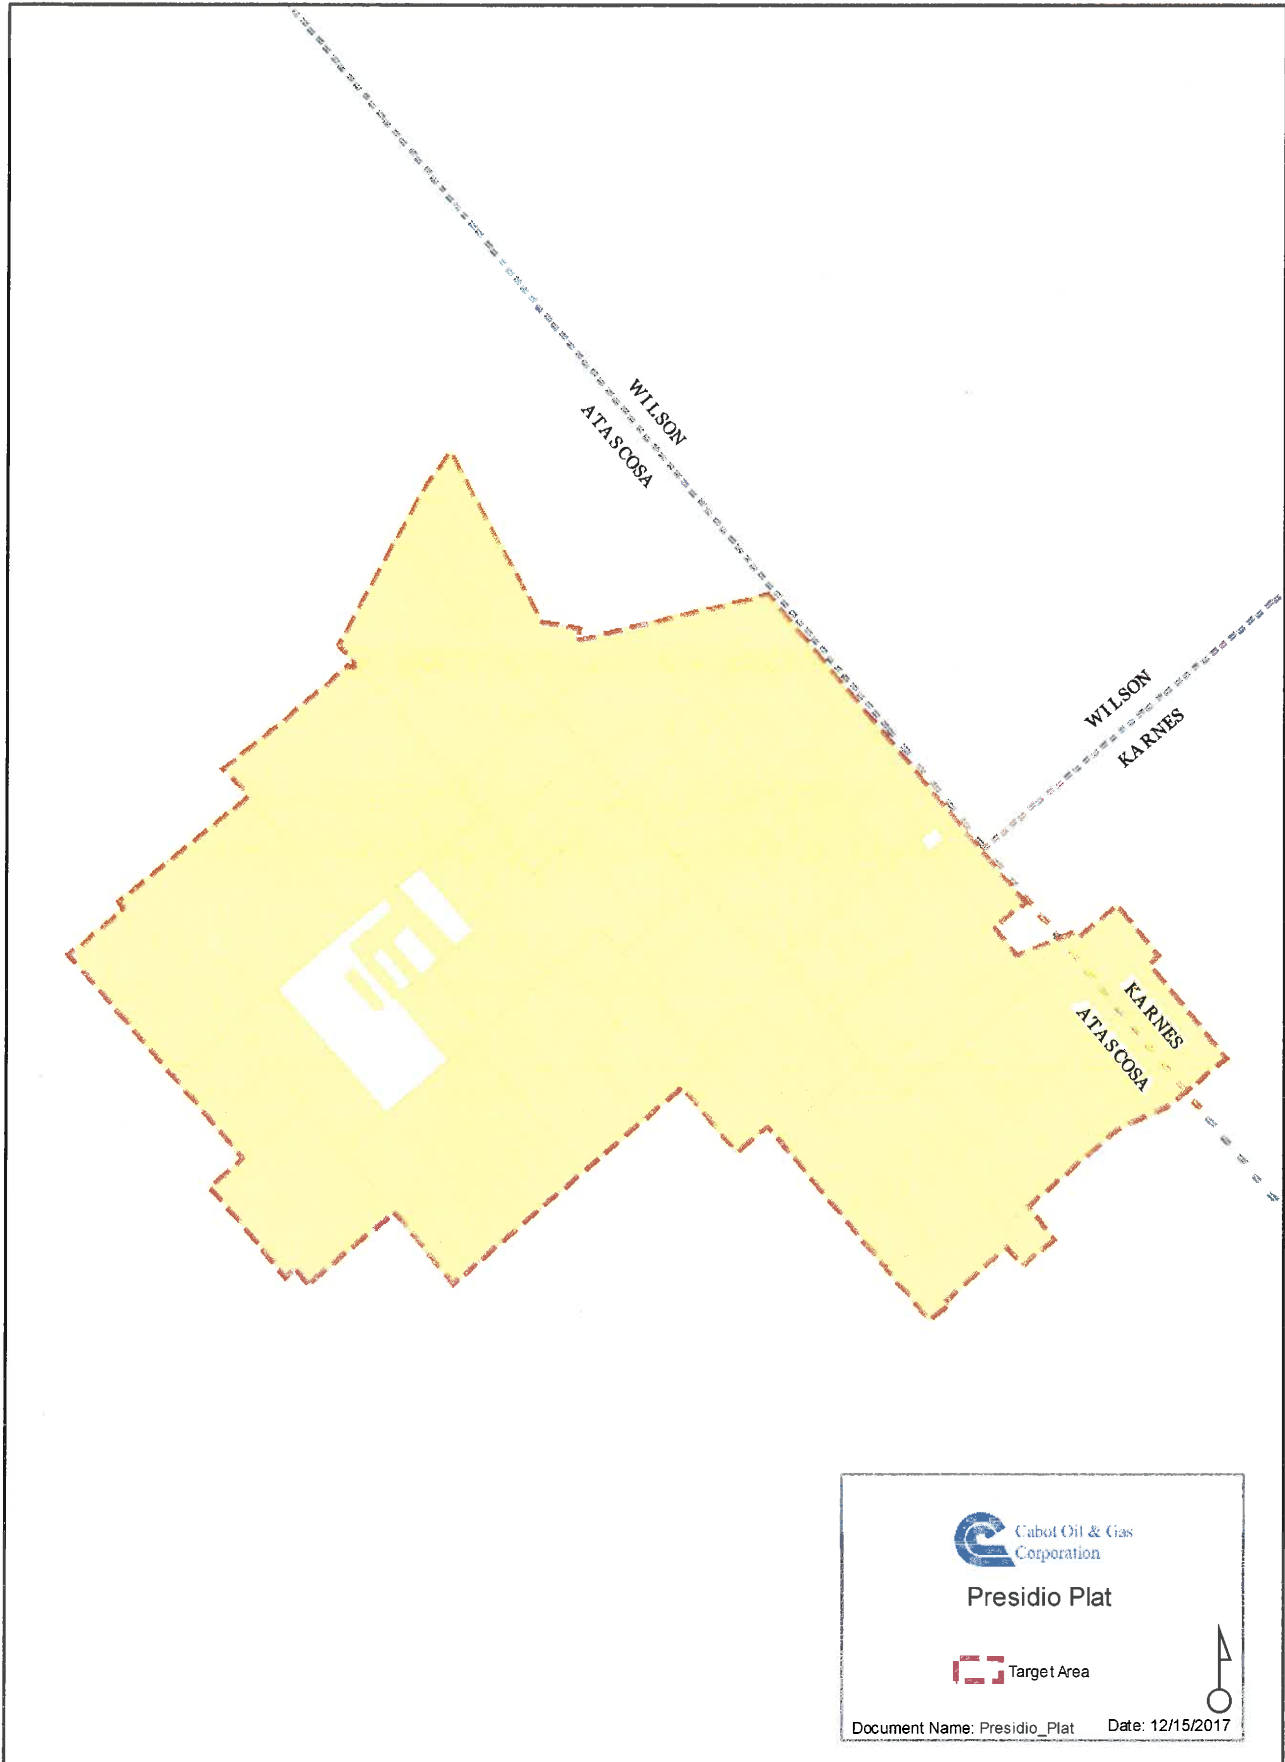 WILSON
ATASCOSA
WILSON
KARNES
KARNES
ATASCOSA
Cabot Oil & Gas
Corporation
Presidio Plat
Target Area
Document Name: Presidio_Plat Date: 12/15/2017